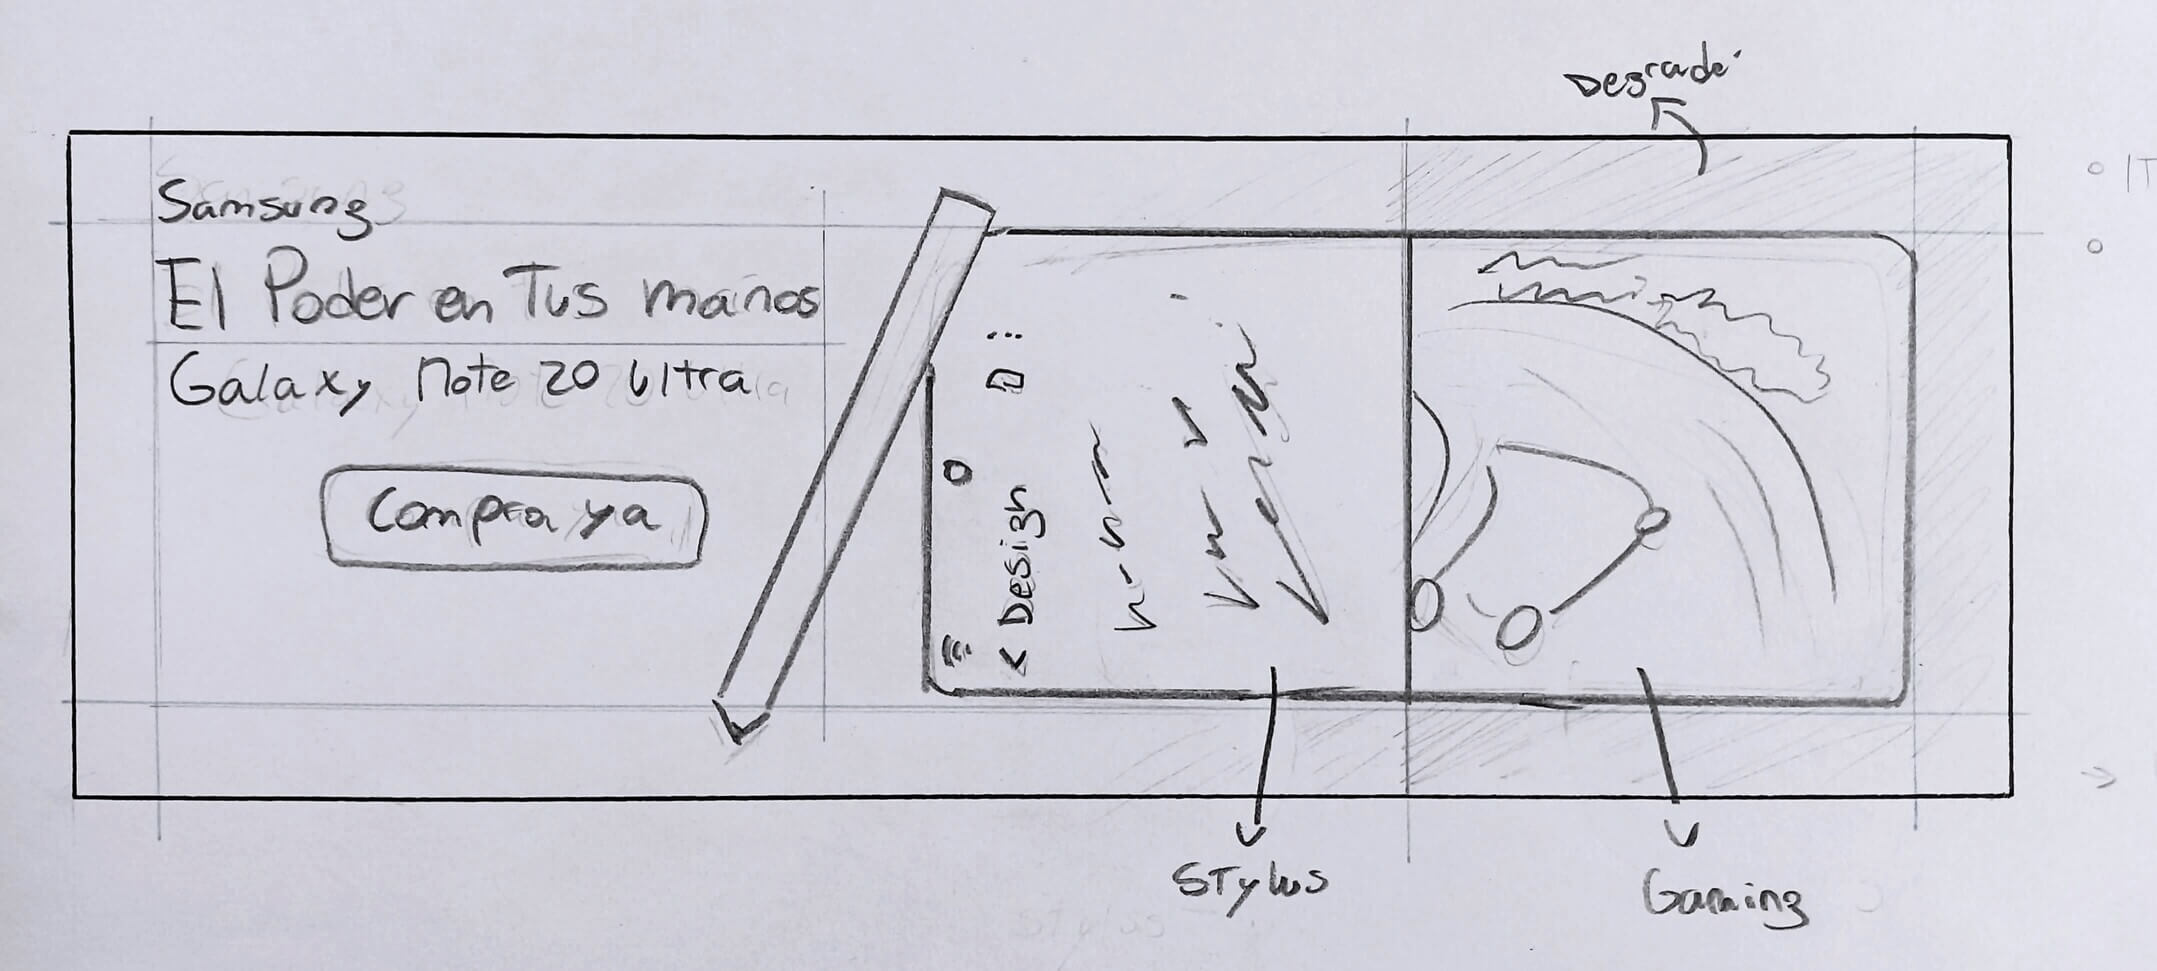 Degradé
Samsung
El Poder en Tus manos
Galaxy Note 20 Ultra
Compra ya
< Design
Stylus
Gaming